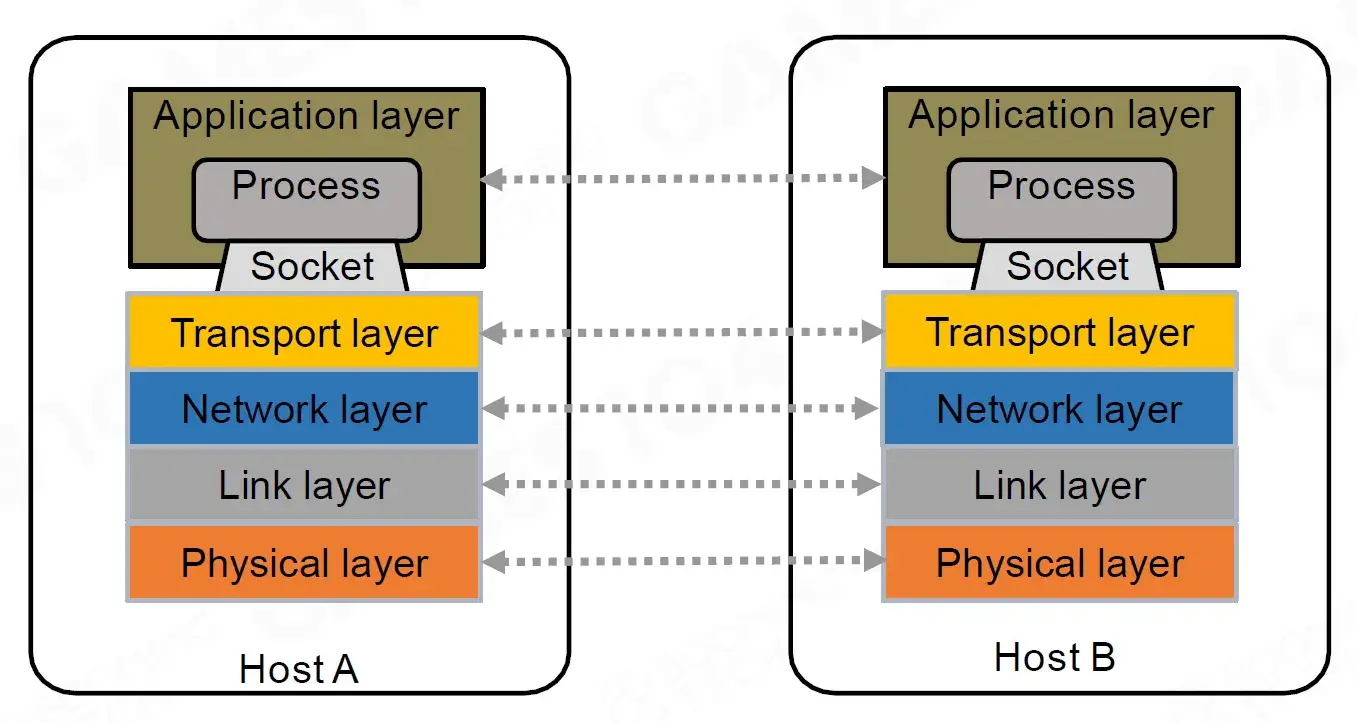 Application layer
Process
Socket
Transport layer
Network layer
Link layer
Physical layer
Host A
Application layer
Process
Socket
Transport layer
Network layer
Link layer
Physical layer
Host B